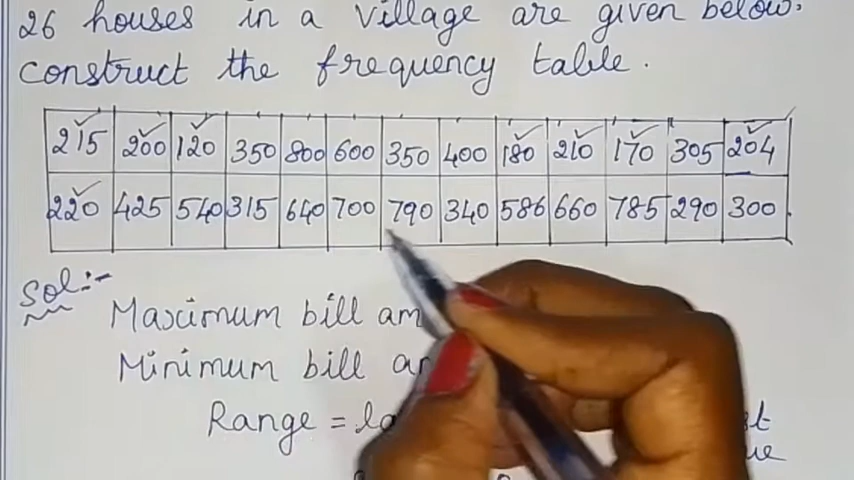 26 houses in a village are given below.
construct the frequency table.
215 200 120 350 800 600 350 400 180 210 170 305 204
220 425 540 315 640 700 790 340 586 660 785 290 300
Sol:-
Maximum bill am
Minimum bill
Range =